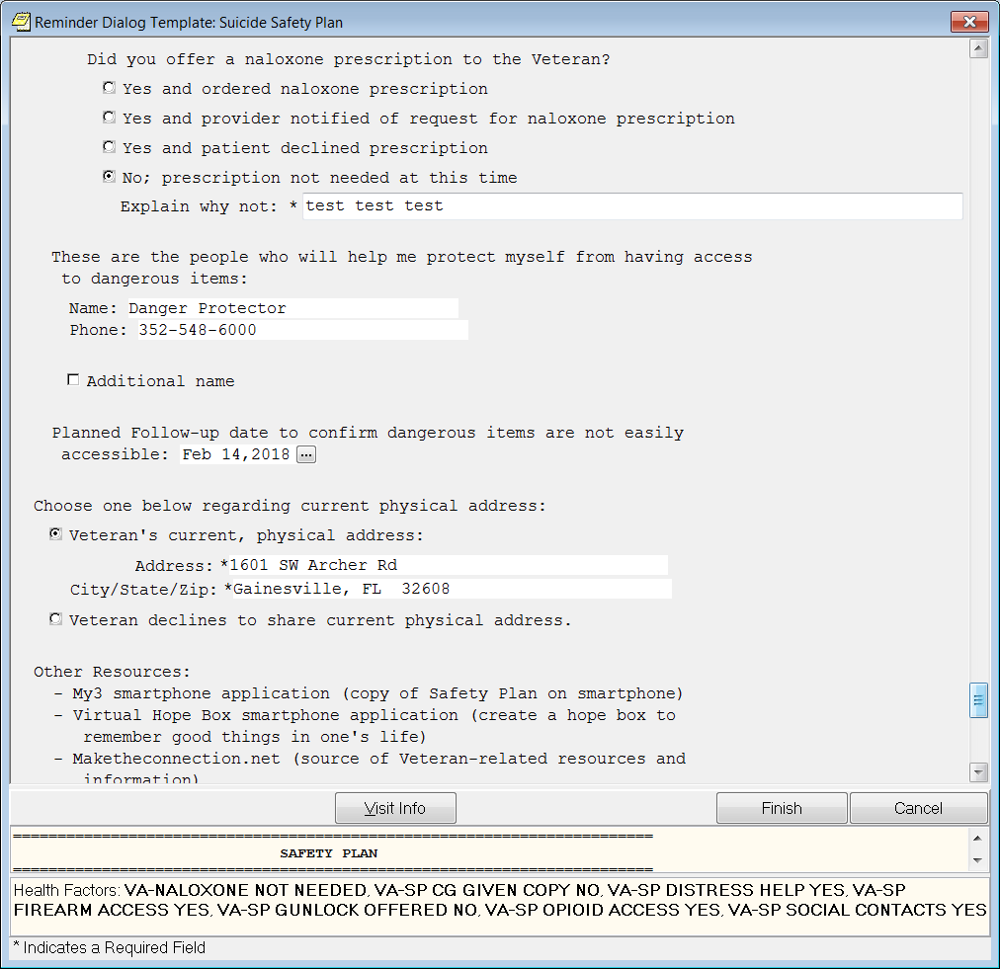 Reminder Dialog Template: Suicide Safety Plan
Did you offer a naloxone prescription to the Veteran?
Yes and ordered naloxone prescription
Yes and provider notified of request for naloxone prescription
Yes and patient declined prescription
No; prescription not needed at this time
Explain why not: * test test test
These are the people who will help me protect myself from having access
to dangerous items:
Name: Danger Protector
Phone: 352-548-6000
Additional name
Planned Follow-up date to confirm dangerous items are not easily
accessible: Feb 14,2018 ...
Choose one below regarding current physical address:
Veteran's current, physical address:
Address: *1601 SW Archer Rd
City/State/Zip: *Gainesville, FL  32608
Veteran declines to share current physical address.
Other Resources:
- My3 smartphone application (copy of Safety Plan on smartphone)
- Virtual Hope Box smartphone application (create a hope box to
remember good things in one's life)
- Maketheconnection.net (source of Veteran-related resources and
information)
Visit Info Finish Cancel
========================================================================
SAFETY PLAN
========================================================================
Health Factors: VA-NALOXONE NOT NEEDED, VA-SP CG GIVEN COPY NO, VA-SP DISTRESS HELP YES, VA-SP
FIREARM ACCESS YES, VA-SP GUNLOCK OFFERED NO, VA-SP OPIOID ACCESS YES, VA-SP SOCIAL CONTACTS YES
* Indicates a Required Field